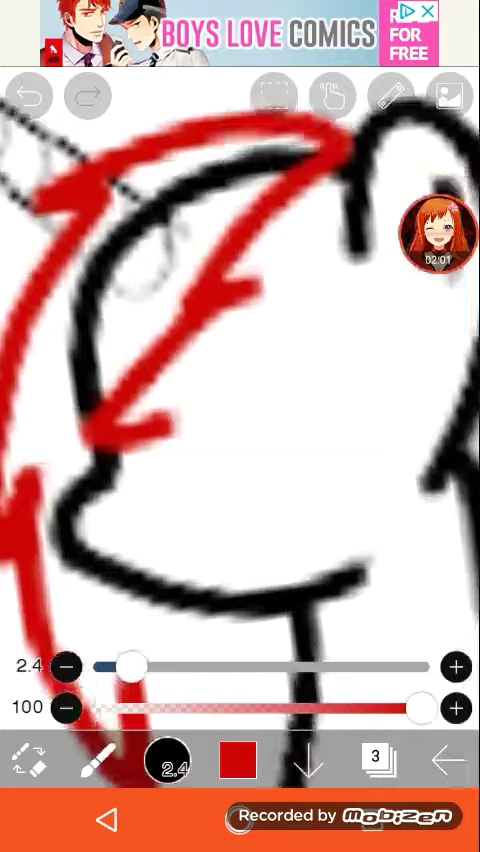 BOYS LOVE COMICS
FOR
FREE
02:01
2.4
100
2.4
3
Recorded by MOBIZEN